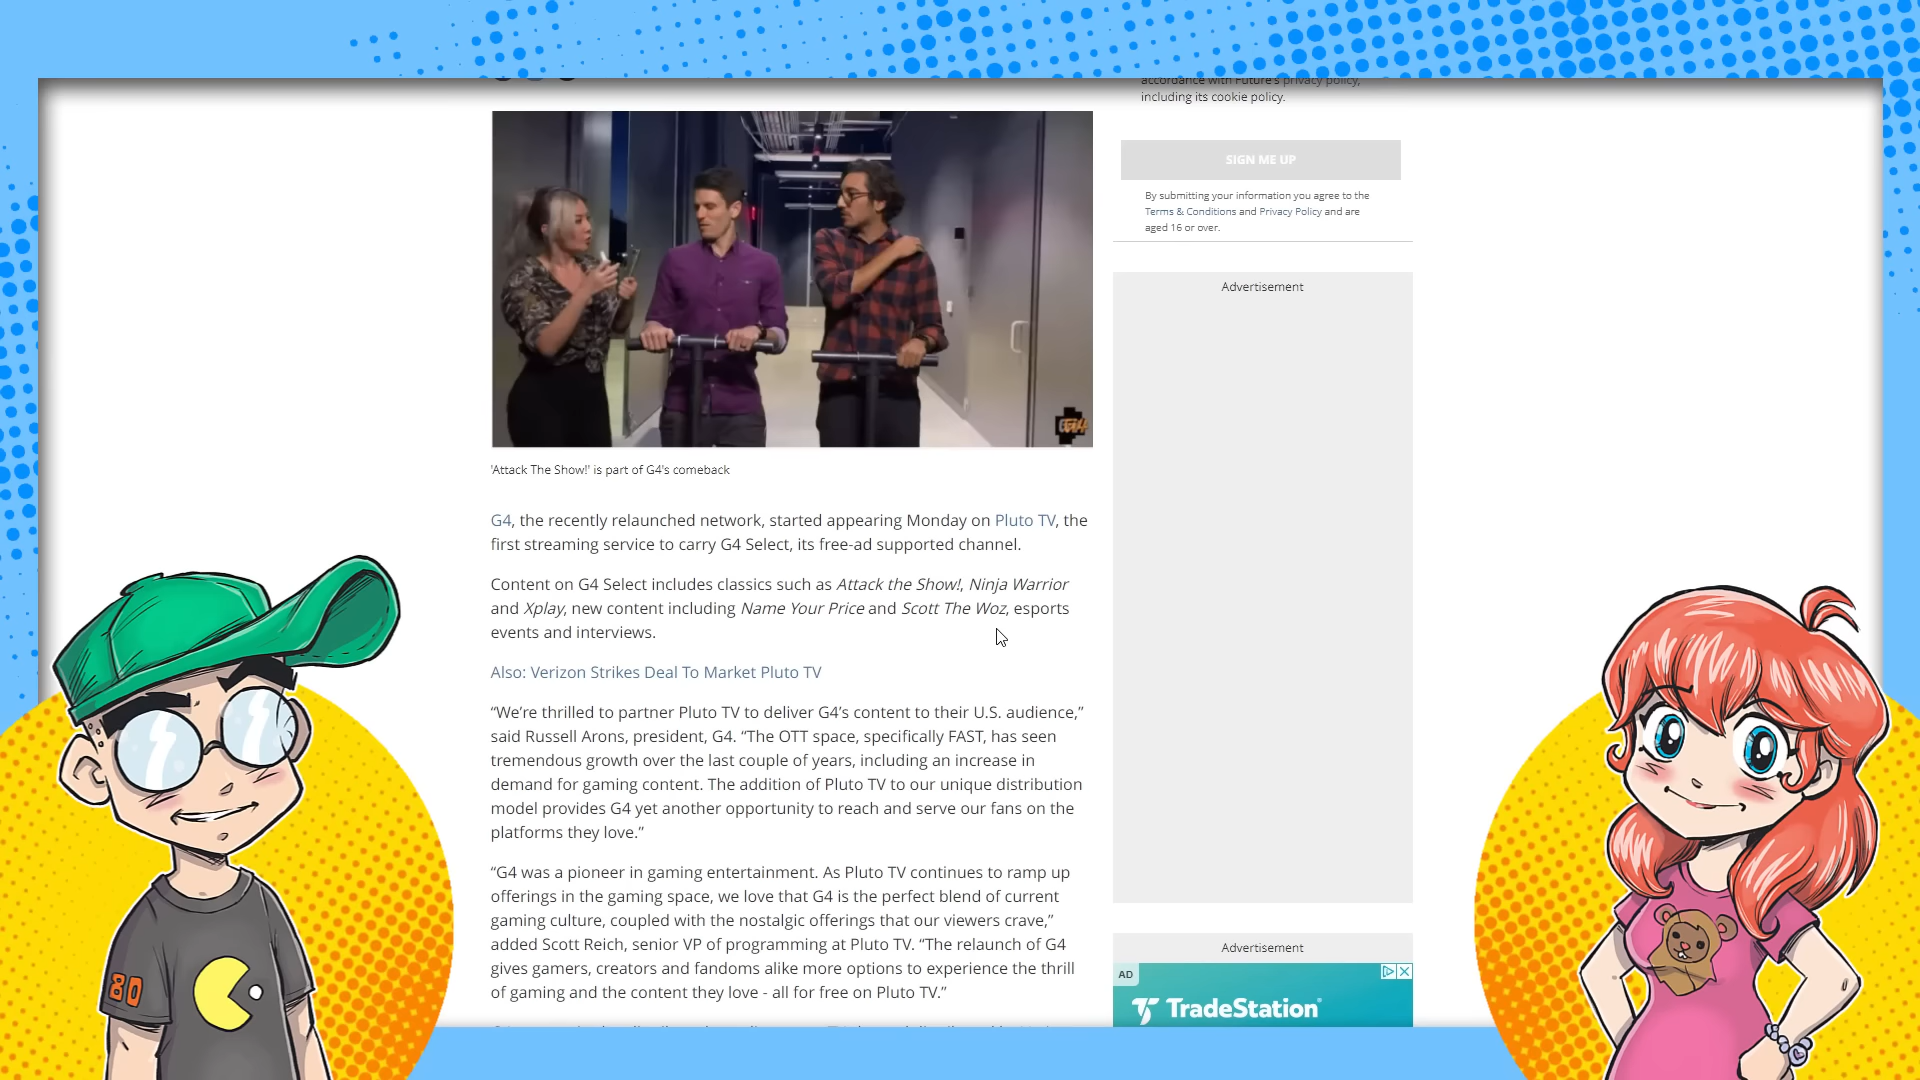 accordance with Future's privacy policy,
including its cookie policy.
SIGN ME UP
By submitting your information you agree to the
Terms & Conditions and Privacy Policy and are
aged 16 or over.
Advertisement
G4
'Attack The Show!' is part of G4's comeback
G4, the recently relaunched network, started appearing Monday on Pluto TV, the
first streaming service to carry G4 Select, its free-ad supported channel.
Content on G4 Select includes classics such as Attack the Show!, Ninja Warrior
and Xplay, new content including Name Your Price and Scott The Woz, esports
events and interviews.
Also: Verizon Strikes Deal To Market Pluto TV
“We’re thrilled to partner Pluto TV to deliver G4’s content to their U.S. audience,”
said Russell Arons, president, G4. “The OTT space, specifically FAST, has seen
tremendous growth over the last couple of years, including an increase in
demand for gaming content. The addition of Pluto TV to our unique distribution
model provides G4 yet another opportunity to reach and serve our fans on the
platforms they love.”
“G4 was a pioneer in gaming entertainment. As Pluto TV continues to ramp up
offerings in the gaming space, we love that G4 is the perfect blend of current
gaming culture, coupled with the nostalgic offerings that our viewers crave,”
added Scott Reich, senior VP of programming at Pluto TV. “The relaunch of G4
gives gamers, creators and fandoms alike more options to experience the thrill
of gaming and the content they love - all for free on Pluto TV.”
Advertisement
AD
TradeStation
80